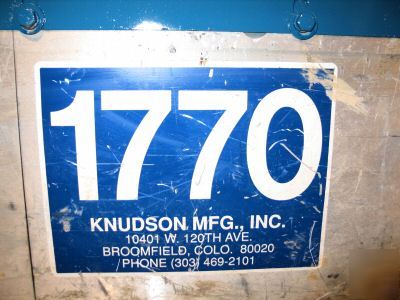 1770
KNUDSON MFG., INC.
10401 W. 120TH AVE.
BROOMFIELD, COLO. 80020
PHONE (303) 469-2101